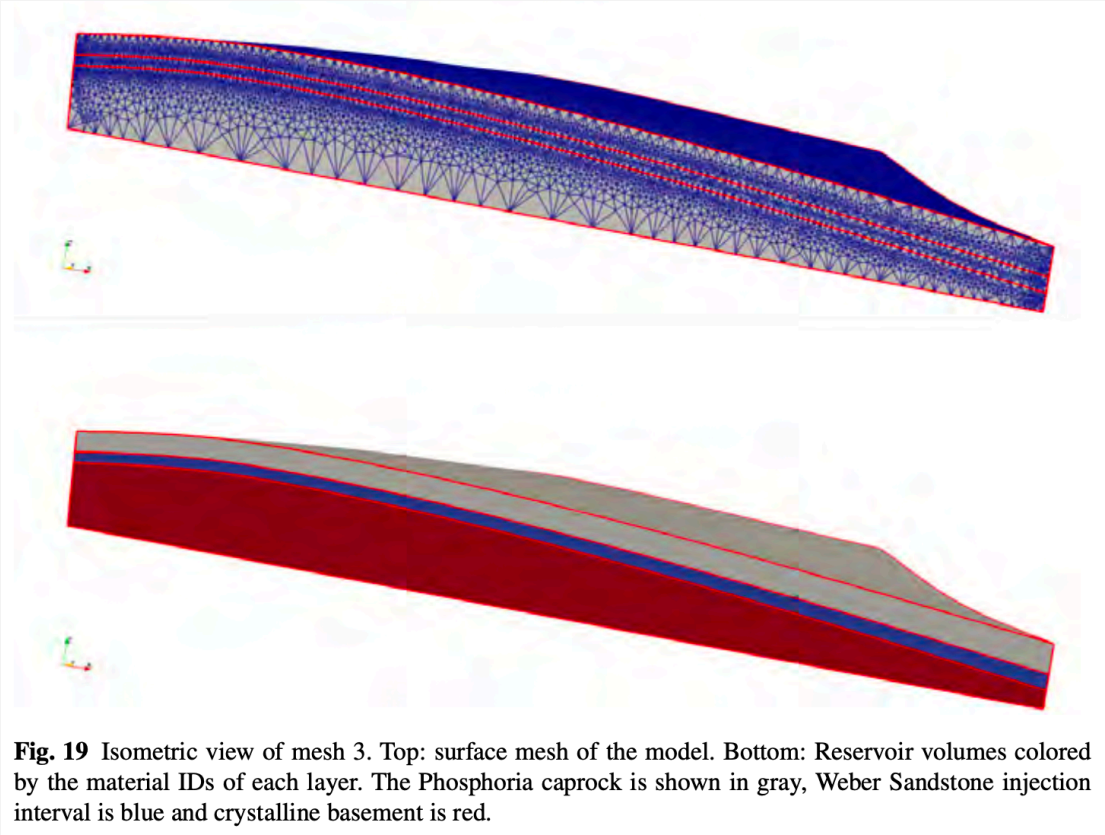 Fig. 19 Isometric view of mesh 3. Top: surface mesh of the model. Bottom: Reservoir volumes colored
by the material IDs of each layer. The Phosphoria caprock is shown in gray, Weber Sandstone injection
interval is blue and crystalline basement is red.